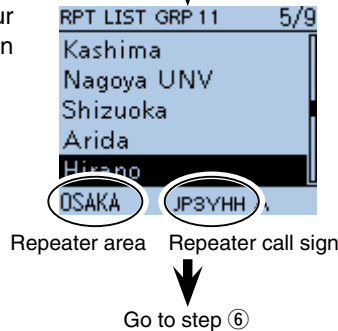 ur
n
RPT LIST GRP 11 5/9
Kashima
Nagoya UNV
Shizuoka
Arida
Hirano
OSAKA JP3YHH A
Repeater area Repeater call sign
Go to step ⑥